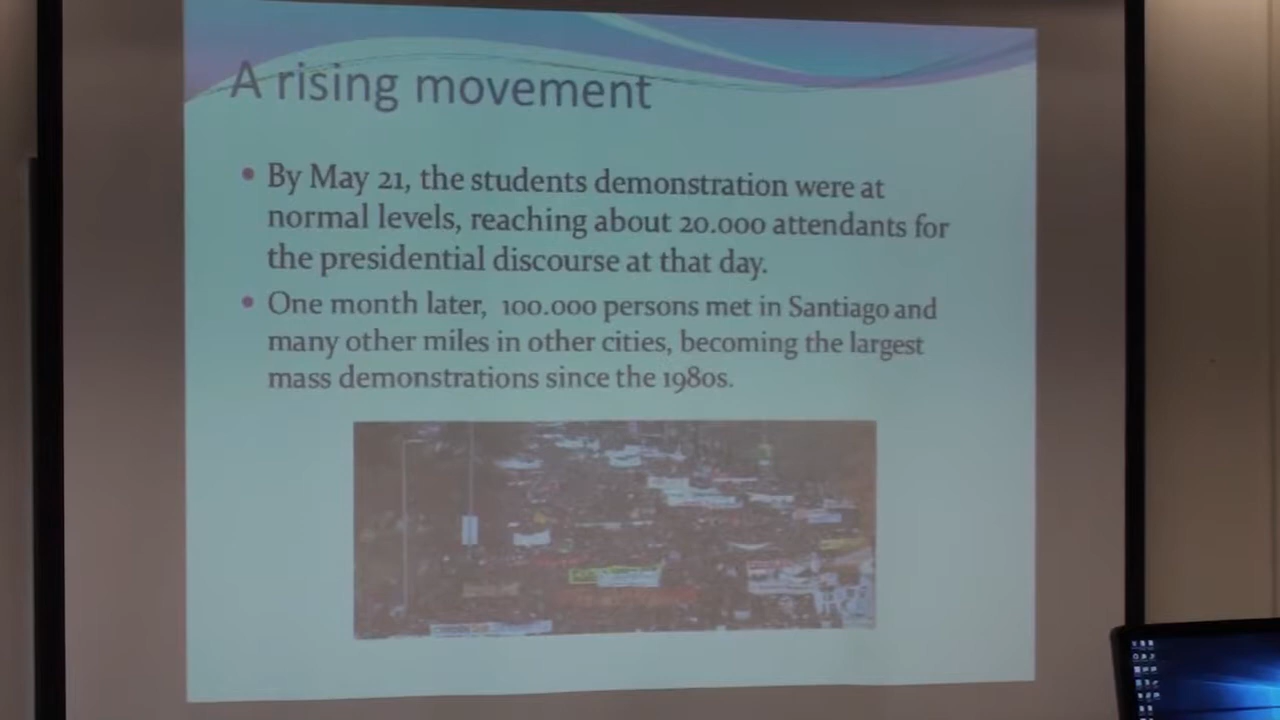 A rising movement
• By May 21, the students demonstration were at
normal levels, reaching about 20.000 attendants for
the presidential discourse at that day.
• One month later, 100.000 persons met in Santiago and
many other miles in other cities, becoming the largest
mass demonstrations since the 1980s.